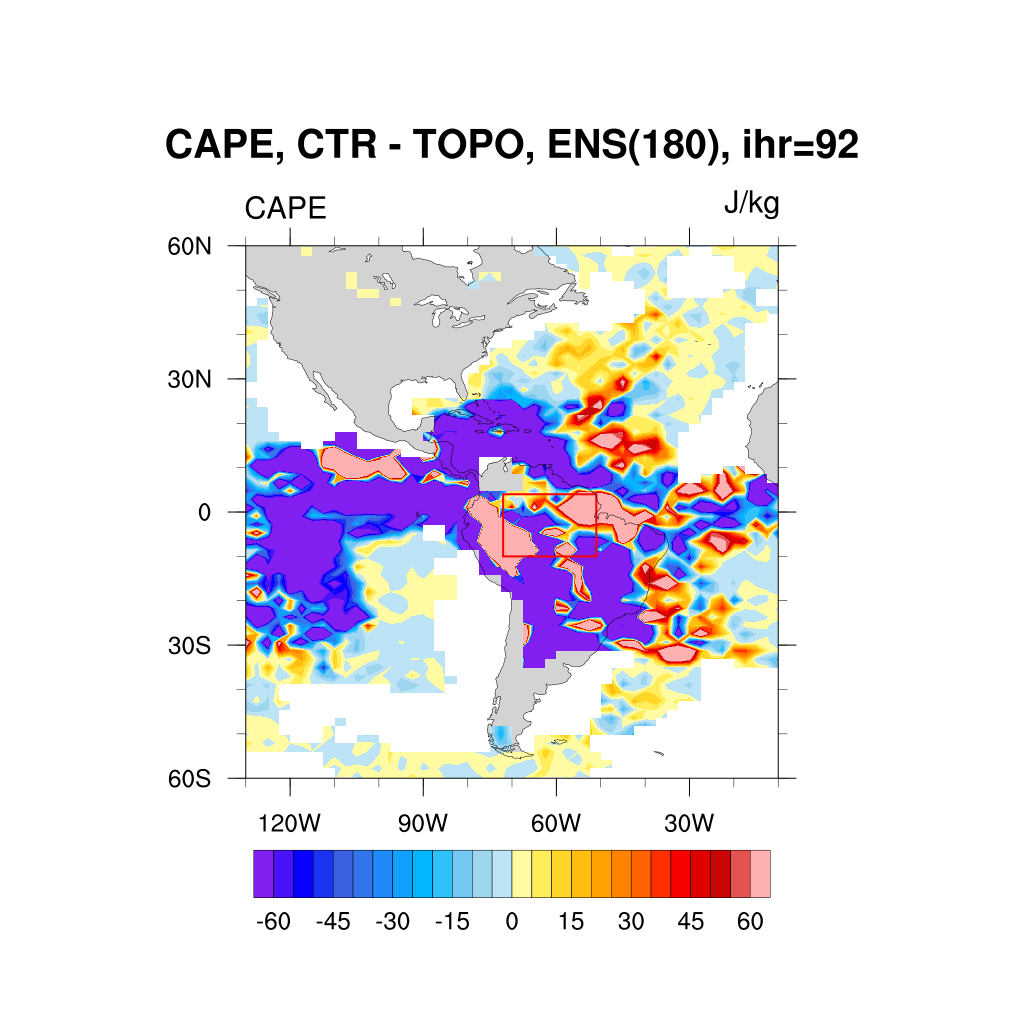 CAPE, CTR - TOPO, ENS(180), ihr=92
CAPE J/kg
60N
30N
0
30S
60S
120W 90W 60W 30W
-60 -45 -30 -15 0 15 30 45 60